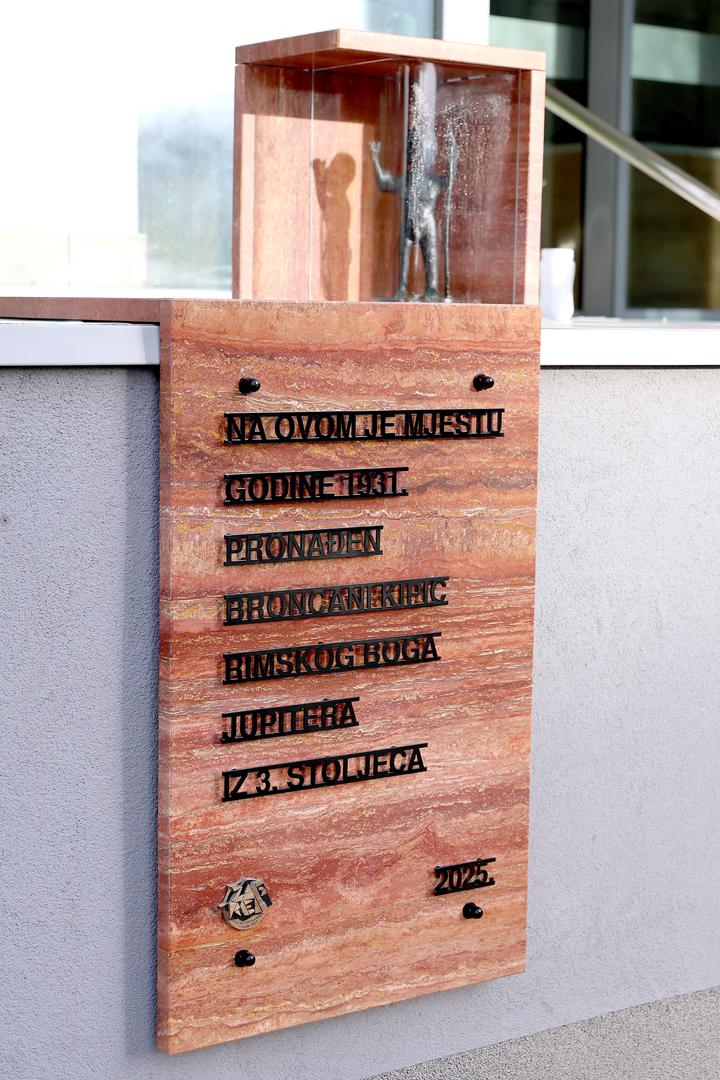 NA OVOM JE MJESTU
GODINE 1931.
PRONAĐEN
BRONČANI KIPIĆ
RIMSKOG BOGA
JUPITERA
IZ 3. STOLJEĆA
2025.